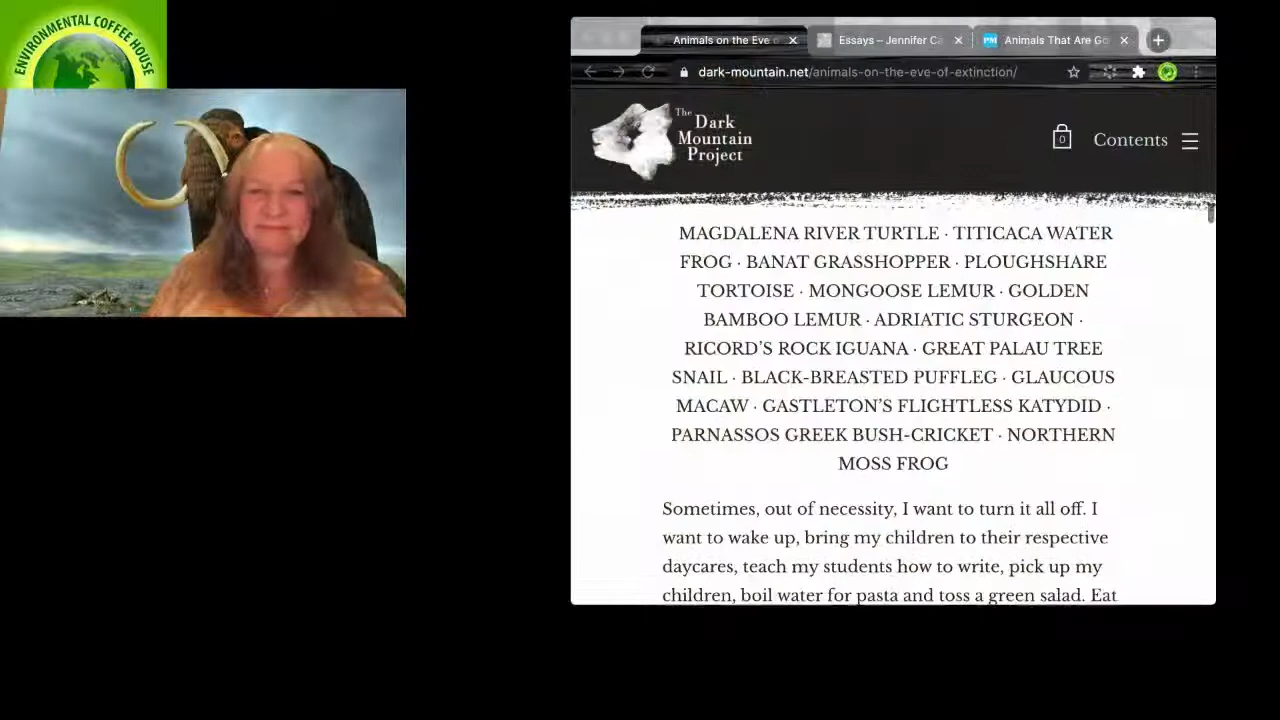 ENVIRONMENTAL COFFEE HOUSE
Animals on the Eve o
Essays – Jennifer Ca
PM
Animals That Are Go
dark-mountain.net/animals-on-the-eve-of-extinction/
The
Dark
Mountain
Project
0
Contents
MAGDALENA RIVER TURTLE · TITICACA WATER
FROG · BANAT GRASSHOPPER · PLOUGHSHARE
TORTOISE · MONGOOSE LEMUR · GOLDEN
BAMBOO LEMUR · ADRIATIC STURGEON ·
RICORD’S ROCK IGUANA · GREAT PALAU TREE
SNAIL · BLACK-BREASTED PUFFLEG · GLAUCOUS
MACAW · GASTLETON’S FLIGHTLESS KATYDID ·
PARNASSOS GREEK BUSH-CRICKET · NORTHERN
MOSS FROG
Sometimes, out of necessity, I want to turn it all off. I
want to wake up, bring my children to their respective
daycares, teach my students how to write, pick up my
children, boil water for pasta and toss a green salad. Eat